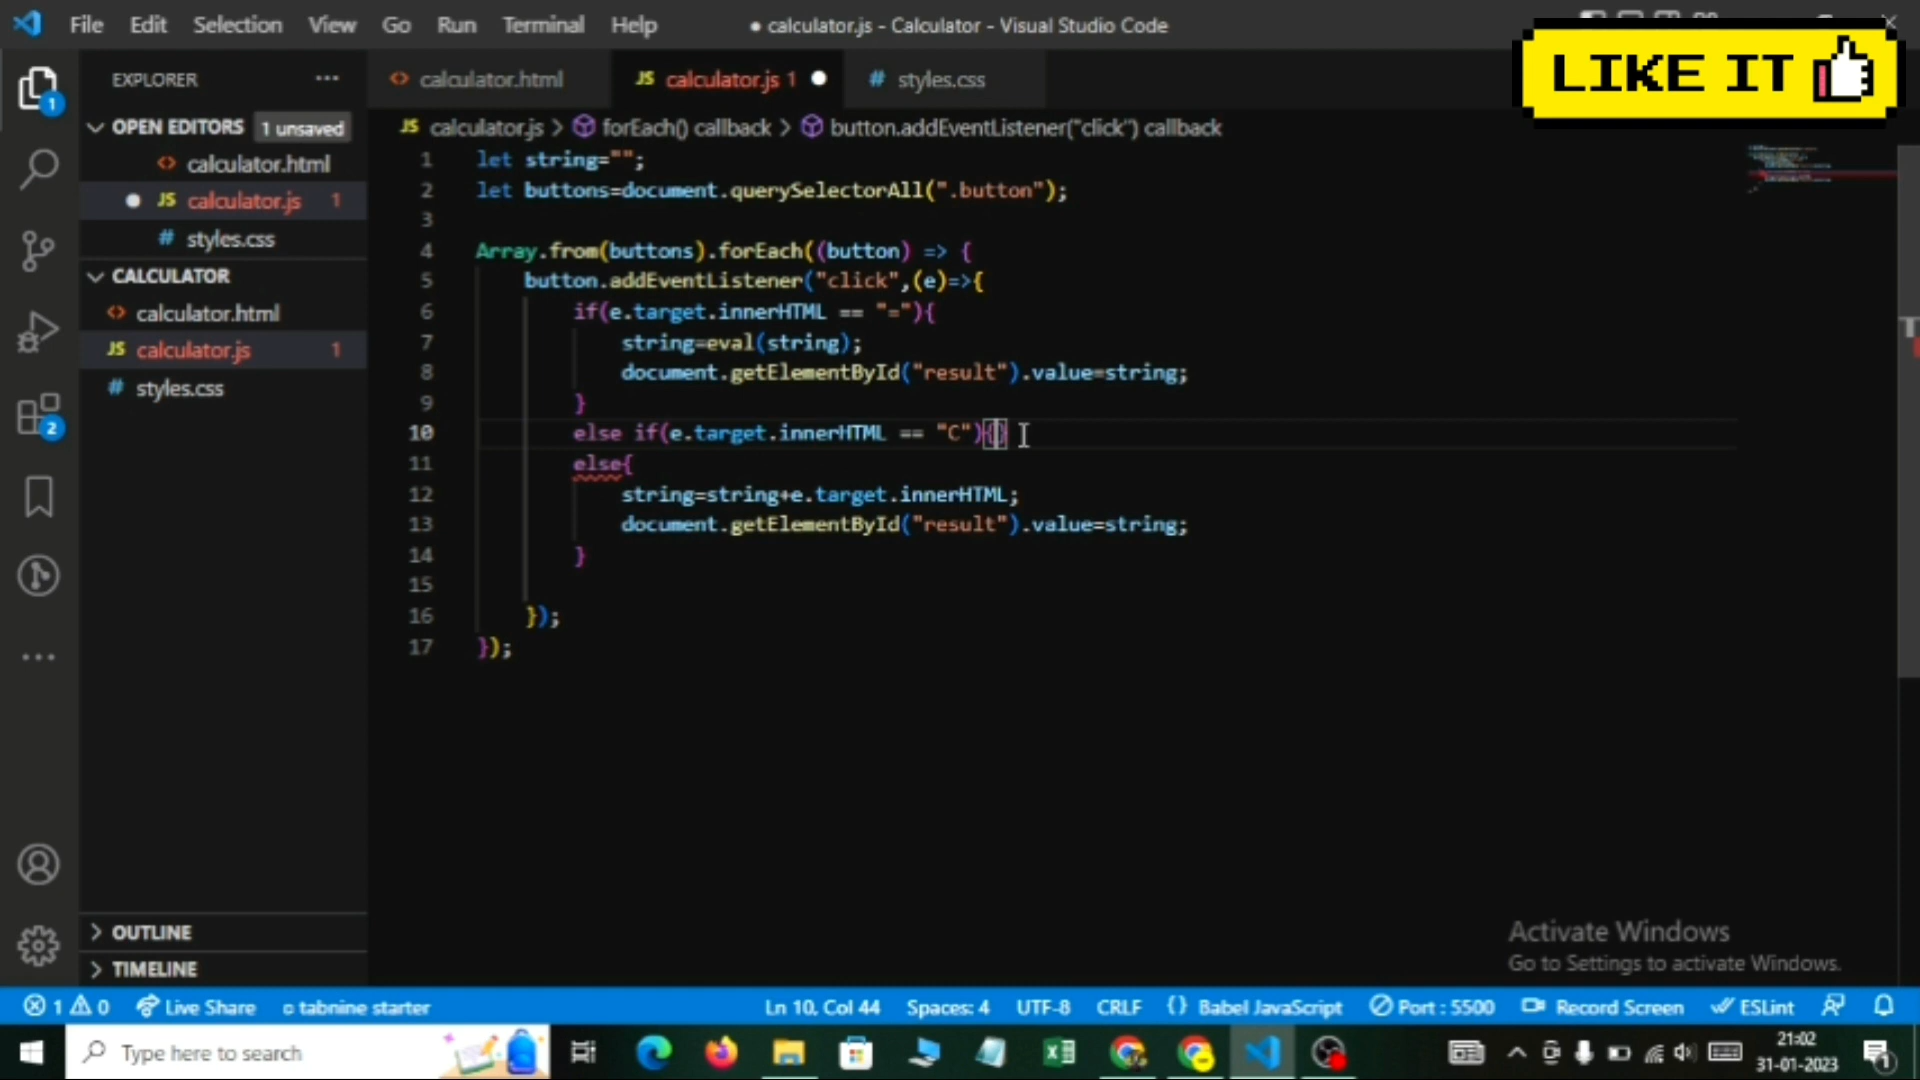 File Edit Selection View Go Run Terminal Help
● calculator.js - Calculator - Visual Studio Code
LIKE IT
EXPLORER
OPEN EDITORS 1 unsaved
calculator.html
JS calculator.js 1
# styles.css
CALCULATOR
calculator.html
JS calculator.js 1
# styles.css
OUTLINE
TIMELINE
1
2
calculator.html JS calculator.js 1 ● # styles.css
JS calculator.js > forEach() callback > button.addEventListener("click") callback
1 let string="";
2 let buttons=document.querySelectorAll(".button");
3
4 Array.from(buttons).forEach((button) => {
5 button.addEventListener("click",(e)=>{
6 if(e.target.innerHTML == "="){
7 string=eval(string);
8 document.getElementById("result").value=string;
9 }
10 else if(e.target.innerHTML == "C"){}
11 else{
12 string=string+e.target.innerHTML;
13 document.getElementById("result").value=string;
14 }
15
16 });
17 });
Activate Windows
Go to Settings to activate Windows.
1 0 Live Share tabnine starter Ln 10, Col 44 Spaces: 4 UTF-8 CRLF {} Babel JavaScript Port : 5500 Record Screen ESLint
Type here to search
21:02
31-01-2023
1